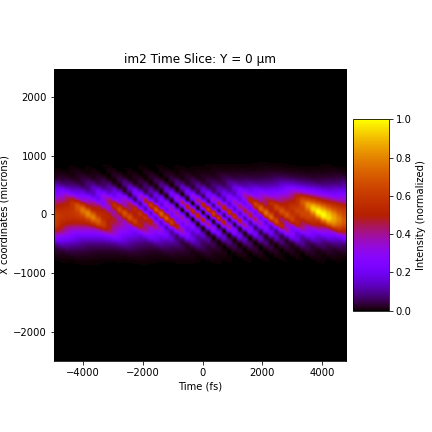 im2 Time Slice: Y = 0 μm
X coordinates (microns)
2000
1000
0
−1000
−2000
−4000 −2000 0 2000 4000
Time (fs)
1.0
0.8
0.6
0.4
0.2
0.0
Intensity (normalized)